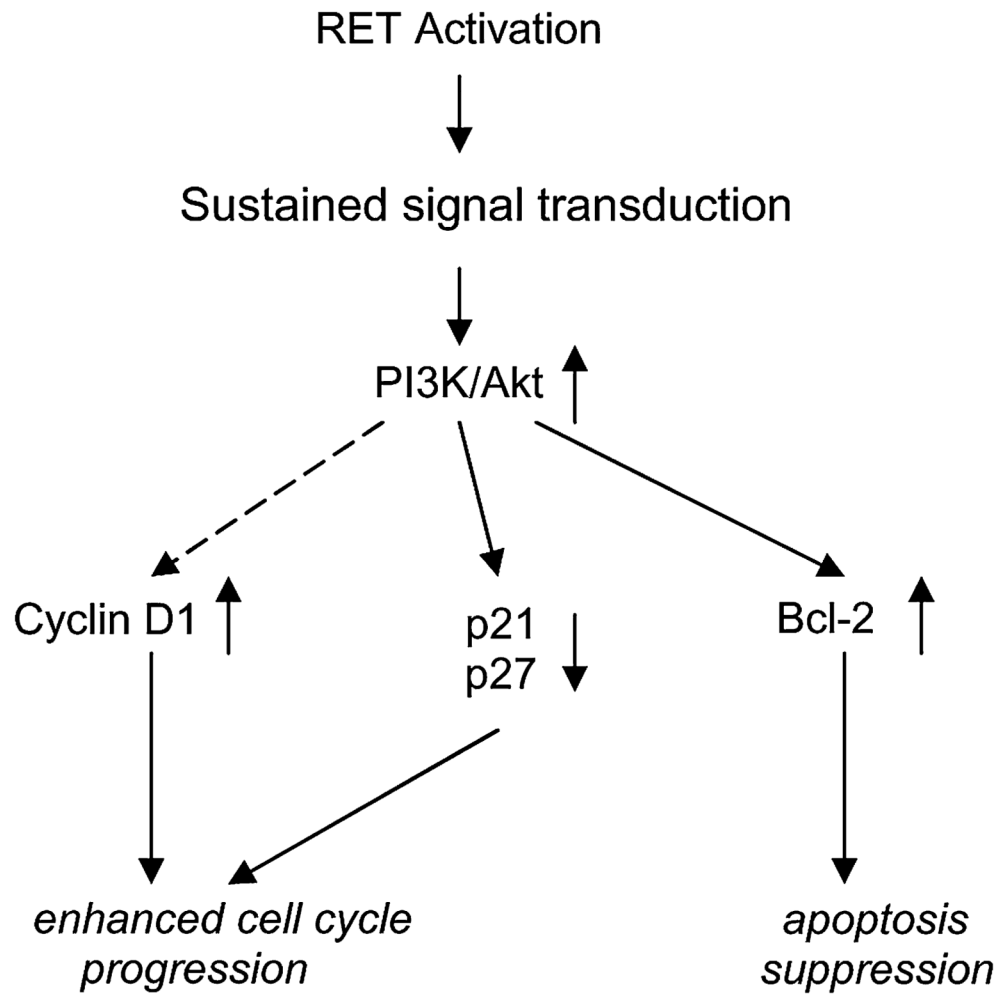 RET Activation
Sustained signal transduction
PI3K/Akt
Cyclin D1
p21
p27
Bcl-2
enhanced cell cycle
progression
apoptosis
suppression